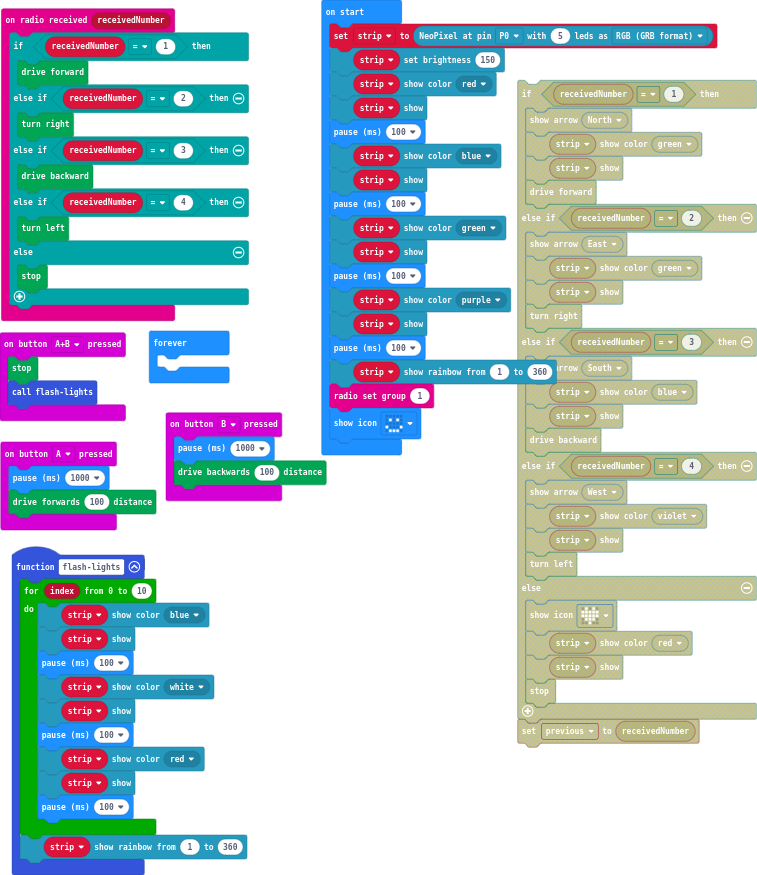 on radio received receivedNumber
if receivedNumber = 1 then
drive forward
else if receivedNumber = 2 then
turn right
else if receivedNumber = 3 then
drive backward
else if receivedNumber = 4 then
turn left
else
stop
on button A+B pressed
stop
call flash-lights
forever
on button A pressed
pause (ms) 1000
drive forwards 100 distance
on button B pressed
pause (ms) 1000
drive backwards 100 distance
function flash-lights
for index from 0 to 10
do
strip show color blue
strip show
pause (ms) 100
strip show color white
strip show
pause (ms) 100
strip show color red
strip show
pause (ms) 100
strip show rainbow from 1 to 360
on start
set strip to NeoPixel at pin P0 with 5 leds as RGB (GRB format)
strip set brightness 150
strip show color red
strip show
pause (ms) 100
strip show color blue
strip show
pause (ms) 100
strip show color green
strip show
pause (ms) 100
strip show color purple
strip show
pause (ms) 100
strip show rainbow from 1 to 360
radio set group 1
show icon
if receivedNumber = 1 then
show arrow North
strip show color green
strip show
drive forward
else if receivedNumber = 2 then
show arrow East
strip show color green
strip show
turn right
else if receivedNumber = 3 then
arrow South
strip show color blue
strip show
drive backward
else if receivedNumber = 4 then
show arrow West
strip show color violet
strip show
turn left
else
show icon
strip show color red
strip show
stop
set previous to receivedNumber